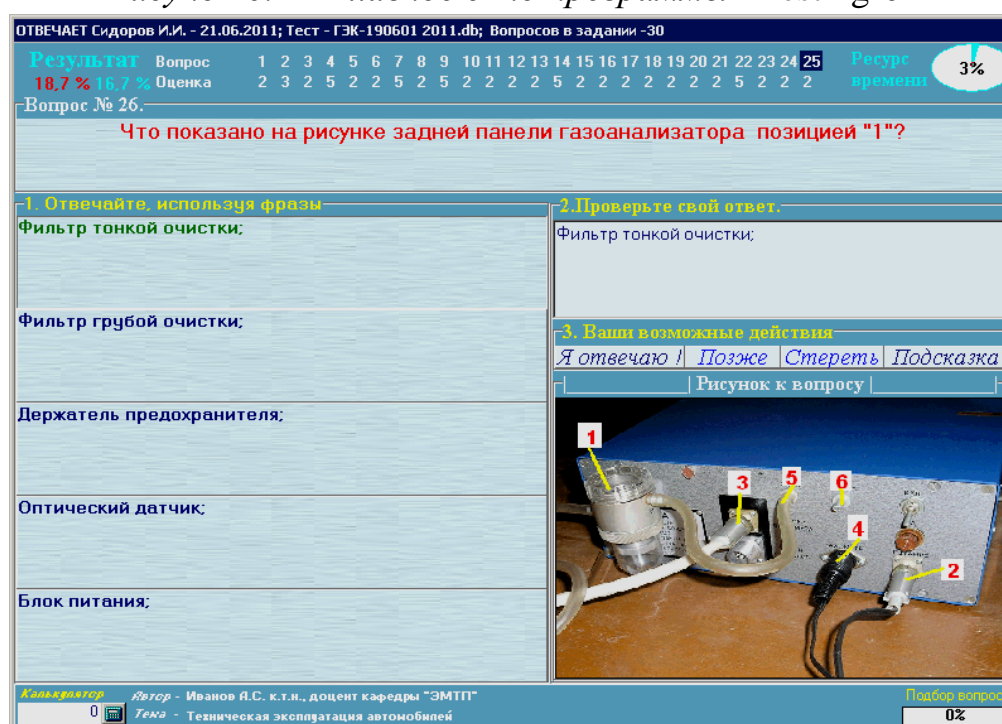 ОТВЕЧАЕТ Сидоров И.И. - 21.06.2011; Тест - ГЭК-190601 2011.db; Вопросов в задании -30
Результат Вопрос 1 2 3 4 5 6 7 8 9 10 11 12 13 14 15 16 17 18 19 20 21 22 23 24 25 Ресурс
18,7 % 16,7 % Оценка 2 3 2 5 2 2 5 2 5 2 2 2 2 5 2 2 2 2 2 2 2 5 2 2 2 времени 3%
Вопрос № 26.
Что показано на рисунке задней панели газоанализатора позицией "1"?
1. Отвечайте, используя фразы
Фильтр тонкой очистки;
Фильтр грубой очистки;
Держатель предохранителя;
Оптический датчик;
Блок питания;
2.Проверьте свой ответ.
Фильтр тонкой очистки;
3. Ваши возможные действия
Я отвечаю ! Позже Стереть Подсказка
Рисунок к вопросу
1
3
5
6
4
2
Калькулятор Автор - Иванов А.С. к.т.н., доцент кафедры "ЭМТП" Подбор вопрос
0 Тема - Техническая эксплуатация автомобилей 0%